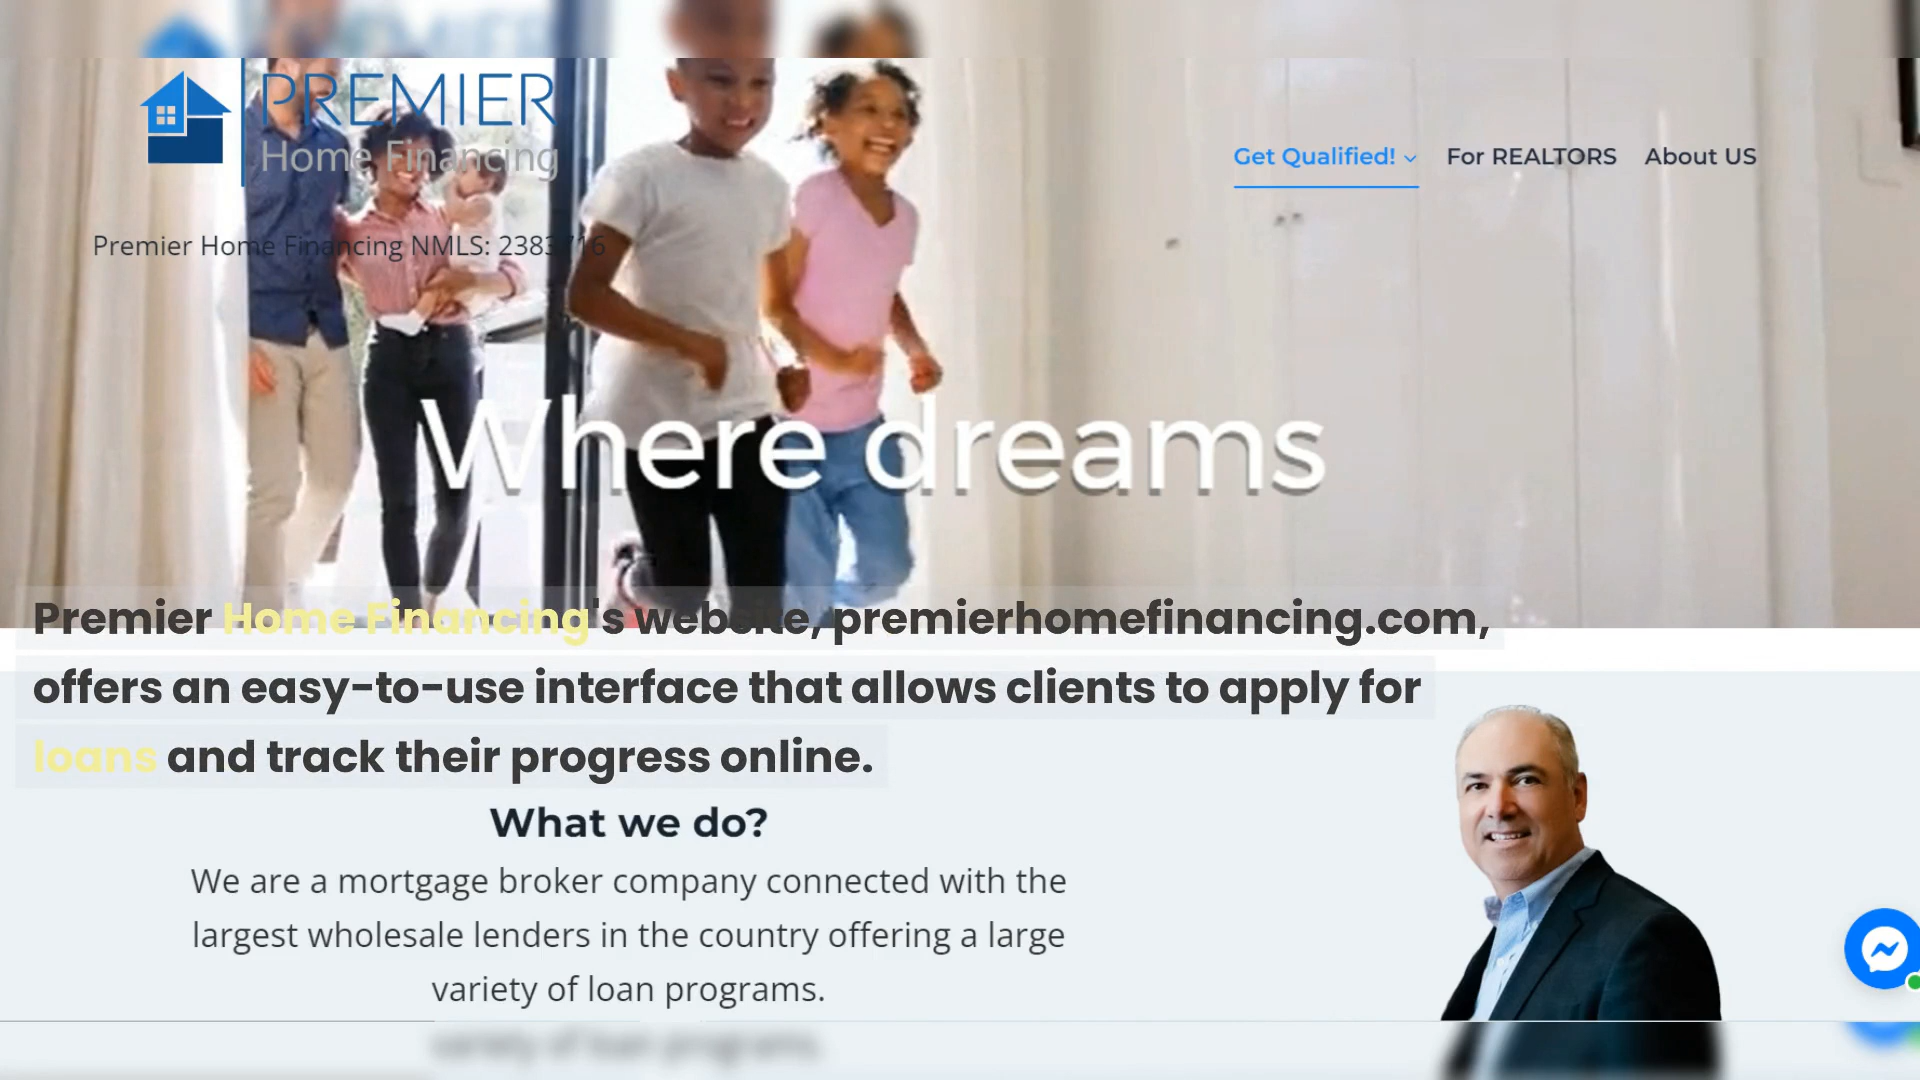 PREMIER
Home Financing
Get Qualified!
For REALTORS
About US
Premier Home Financing NMLS:
Where dreams
Premier Home Financing's website, premierhomefinancing.com,
offers an easy-to-use interface that allows clients to apply for
loans and track their progress online.
What we do?
We are a mortgage broker company connected with the
largest wholesale lenders in the country offering a large
variety of loan programs.